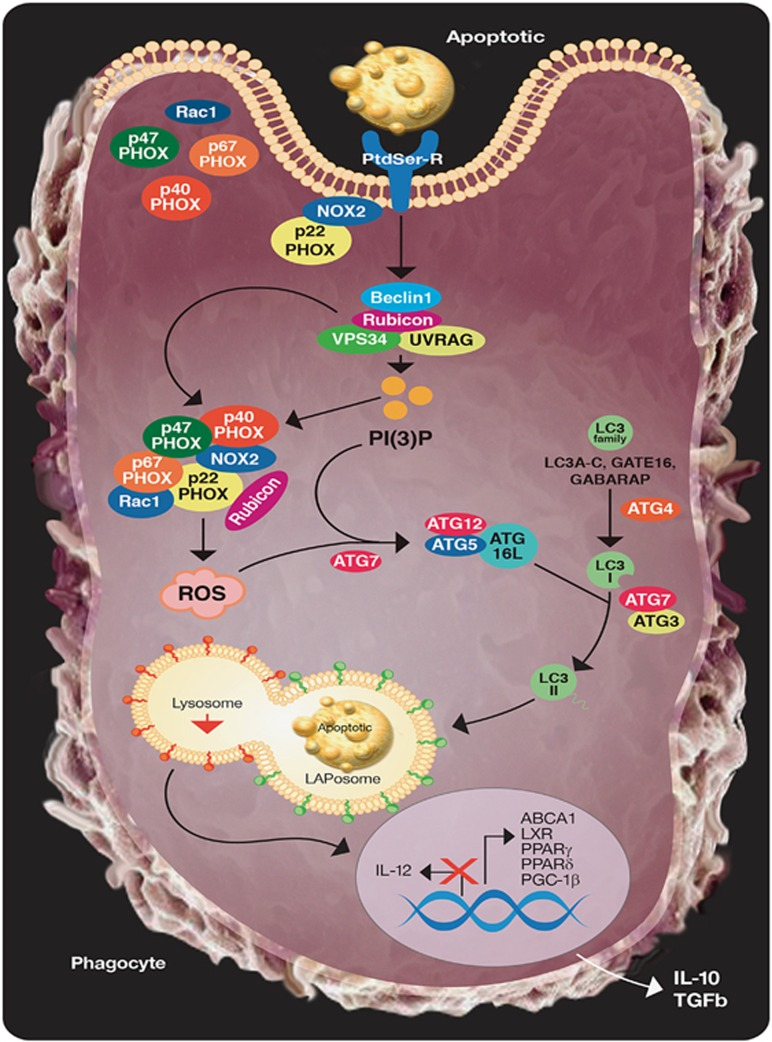 Apoptotic
Rac1
p47
PHOX
p67
PHOX
p40
PHOX
PtdSer-R
NOX2
p22
PHOX
Beclin1
Rubicon
VPS34
UVRAG
PI(3)P
p47
PHOX
p40
PHOX
NOX2
p67
PHOX
p22
PHOX
Rac1
Rubicon
LC3
family
LC3A-C, GATE16,
GABARAP
ATG4
ATG12
ATG5
ATG
16L
ATG7
LC3
I
ATG7
ATG3
ROS
LC3
II
Lysosome
Apoptotic
LAPosome
ABCA1
LXR
PPARγ
PPARδ
PGC-1β
IL-12
Phagocyte
IL-10
TGFb